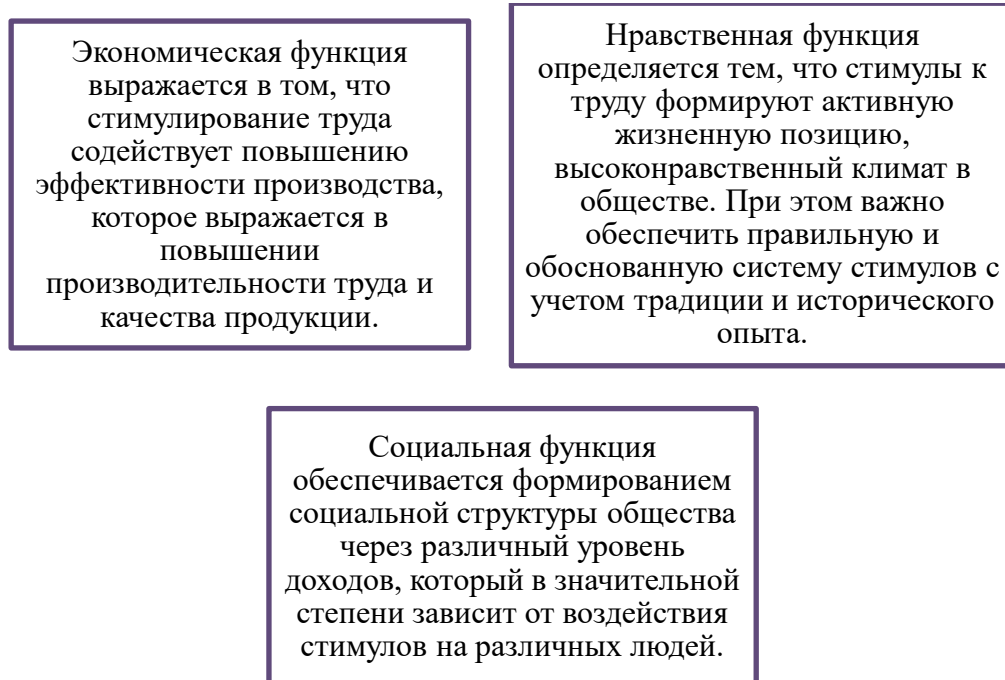 Экономическая функция
выражается в том, что
стимулирование труда
содействует повышению
эффективности производства,
которое выражается в
повышении
производительности труда и
качества продукции.
Нравственная функция
определяется тем, что стимулы к
труду формируют активную
жизненную позицию,
высоконравственный климат в
обществе. При этом важно
обеспечить правильную и
обоснованную систему стимулов с
учетом традиции и исторического
опыта.
Социальная функция
обеспечивается формированием
социальной структуры общества
через различный уровень
доходов, который в значительной
степени зависит от воздействия
стимулов на различных людей.